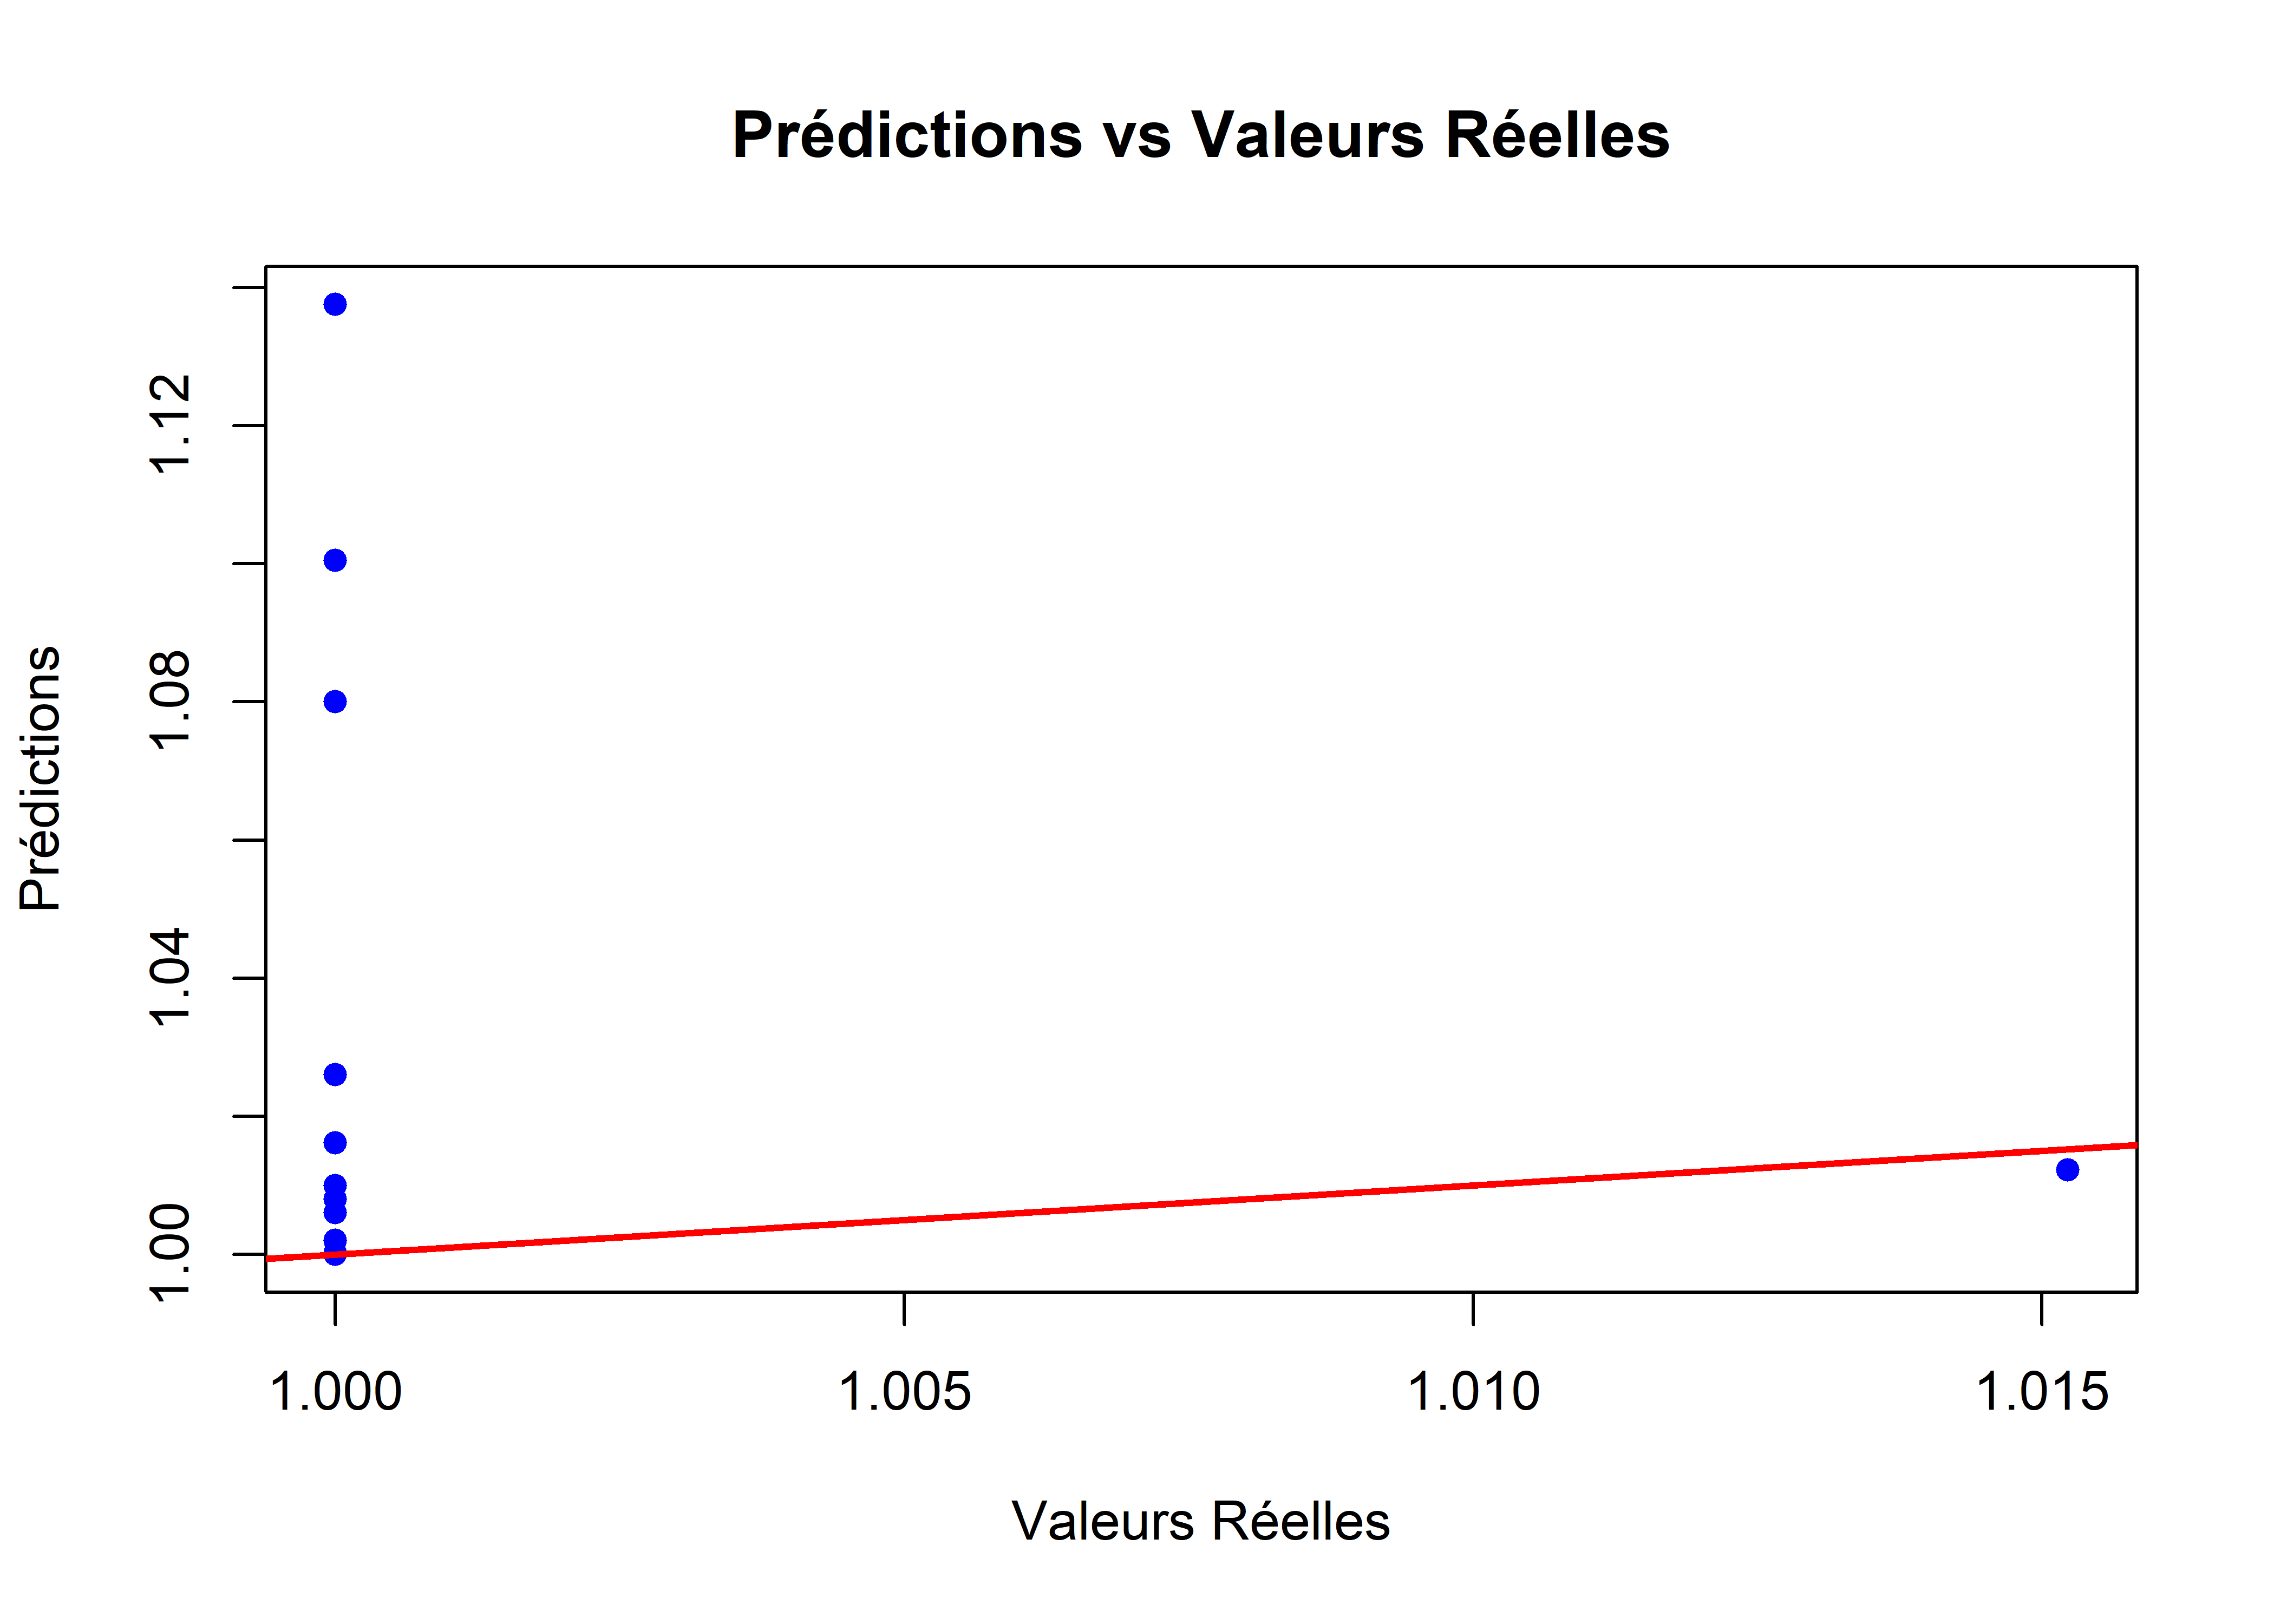 Prédictions vs Valeurs Réelles
Prédictions
1.12
1.08
1.04
1.00
1.000 1.005 1.010 1.015
Valeurs Réelles